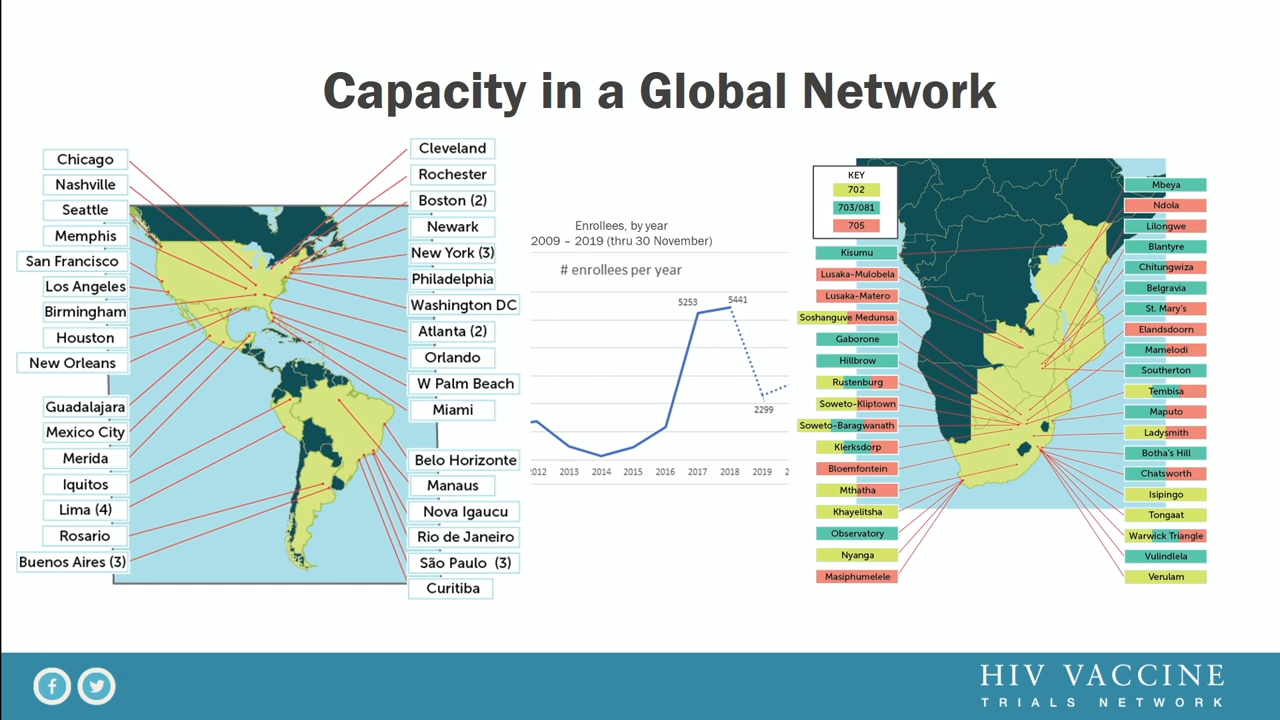 Capacity in a Global Network
Chicago
Nashville
Seattle
Memphis
San Francisco
Los Angeles
Birmingham
Houston
New Orleans
Guadalajara
Mexico City
Merida
Iquitos
Lima (4)
Rosario
Buenos Aires (3)
Cleveland
Rochester
Boston (2)
Newark
New York (3)
Philadelphia
Washington DC
Atlanta (2)
Orlando
W Palm Beach
Miami
Belo Horizonte
Manaus
Nova Igaucu
Rio de Janeiro
São Paulo (3)
Curitiba
Enrollees, by year
2009 – 2019 (thru 30 November)
# enrollees per year
5253
5441
2299
2012 2013 2014 2015 2016 2017 2018 2019 2
KEY
702
703/081
705
Kisumu
Lusaka-Mulobela
Lusaka-Matero
Soshanguve Medunsa
Gaborone
Hillbrow
Rustenburg
Soweto-Kliptown
Soweto-Baragwanath
Klerksdorp
Bloemfontein
Mthatha
Khayelitsha
Observatory
Nyanga
Masiphumelele
Mbeya
Ndola
Lilongwe
Blantyre
Chitungwiza
Belgravia
St. Mary's
Elandsdoorn
Mamelodi
Southerton
Tembisa
Maputo
Ladysmith
Botha's Hill
Chatsworth
Isipingo
Tongaat
Warwick Triangle
Vulindlela
Verulam
HIV VACCINE
TRIALS NETWORK